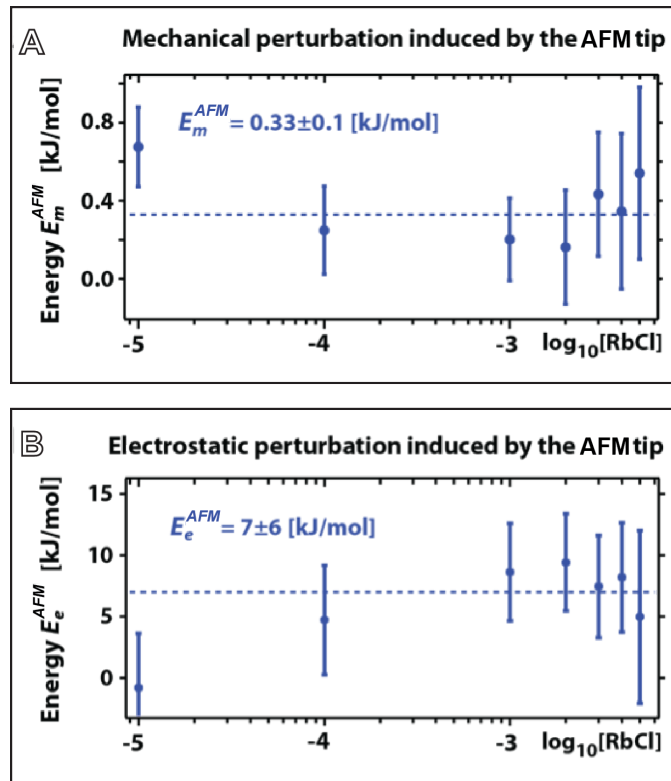 A Mechanical perturbation induced by the AFM tip
Energy E_m^AFM [kJ/mol]
0.8
0.4
0.0
E_m^AFM = 0.33±0.1 [kJ/mol]
-5 -4 -3 log10[RbCl]
B Electrostatic perturbation induced by the AFM tip
Energy E_e^AFM [kJ/mol]
15
10
5
0
E_e^AFM = 7±6 [kJ/mol]
-5 -4 -3 log10[RbCl]